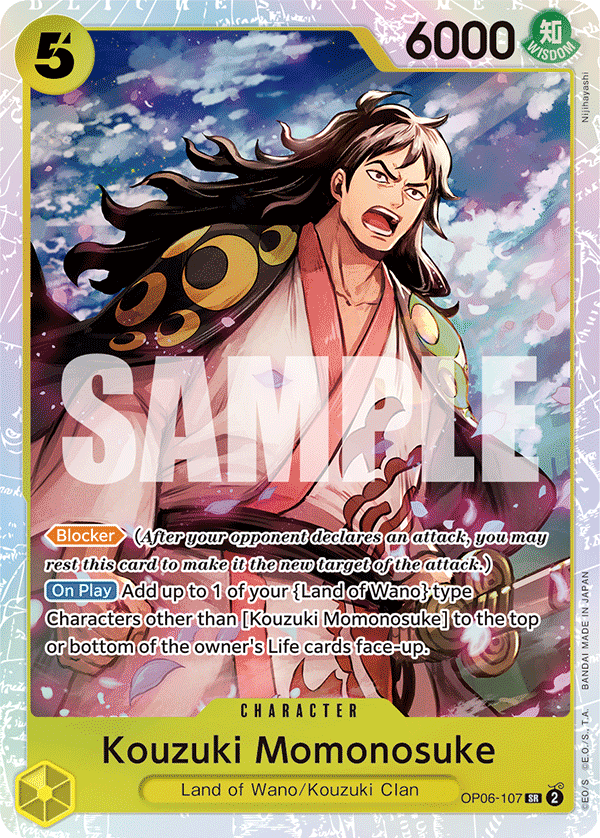 5
6000
知
WISDOM
Nijihayashi
SAMPLE
Blocker (After your opponent declares an attack, you may
rest this card to make it the new target of the attack.)
On Play Add up to 1 of your {Land of Wano} type
Characters other than [Kouzuki Momonosuke] to the top
or bottom of the owner's Life cards face-up.
CHARACTER
Kouzuki Momonosuke
Land of Wano/Kouzuki Clan
OP06-107 SR 2
©E.O/S ©E.O./S, T.A. BANDAI MADE IN JAPAN